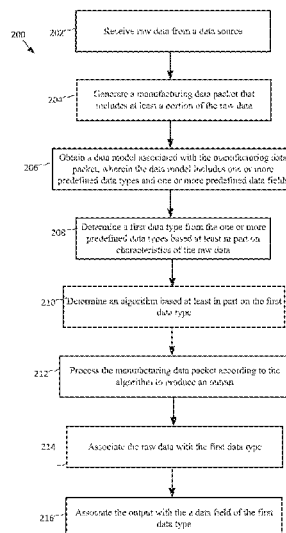 200
202
Receive raw data from a data source
204
Generate a manufacturing data packet that
includes at least a portion of the raw data
206
Obtain a data model associated with the manufacturing data
packet, wherein the data model includes one or more
predefined data types and one or more predefined data fields
208
Determine a first data type from the one or more
predefined data types based at least in part on
characteristics of the raw data
210
Determine an algorithm based at least in part on the first
data type
212
Process the manufacturing data packet according to the
algorithm to produce an output
214
Associate the raw data with the first data type
216
Associate the output with the a data field of the first
data type